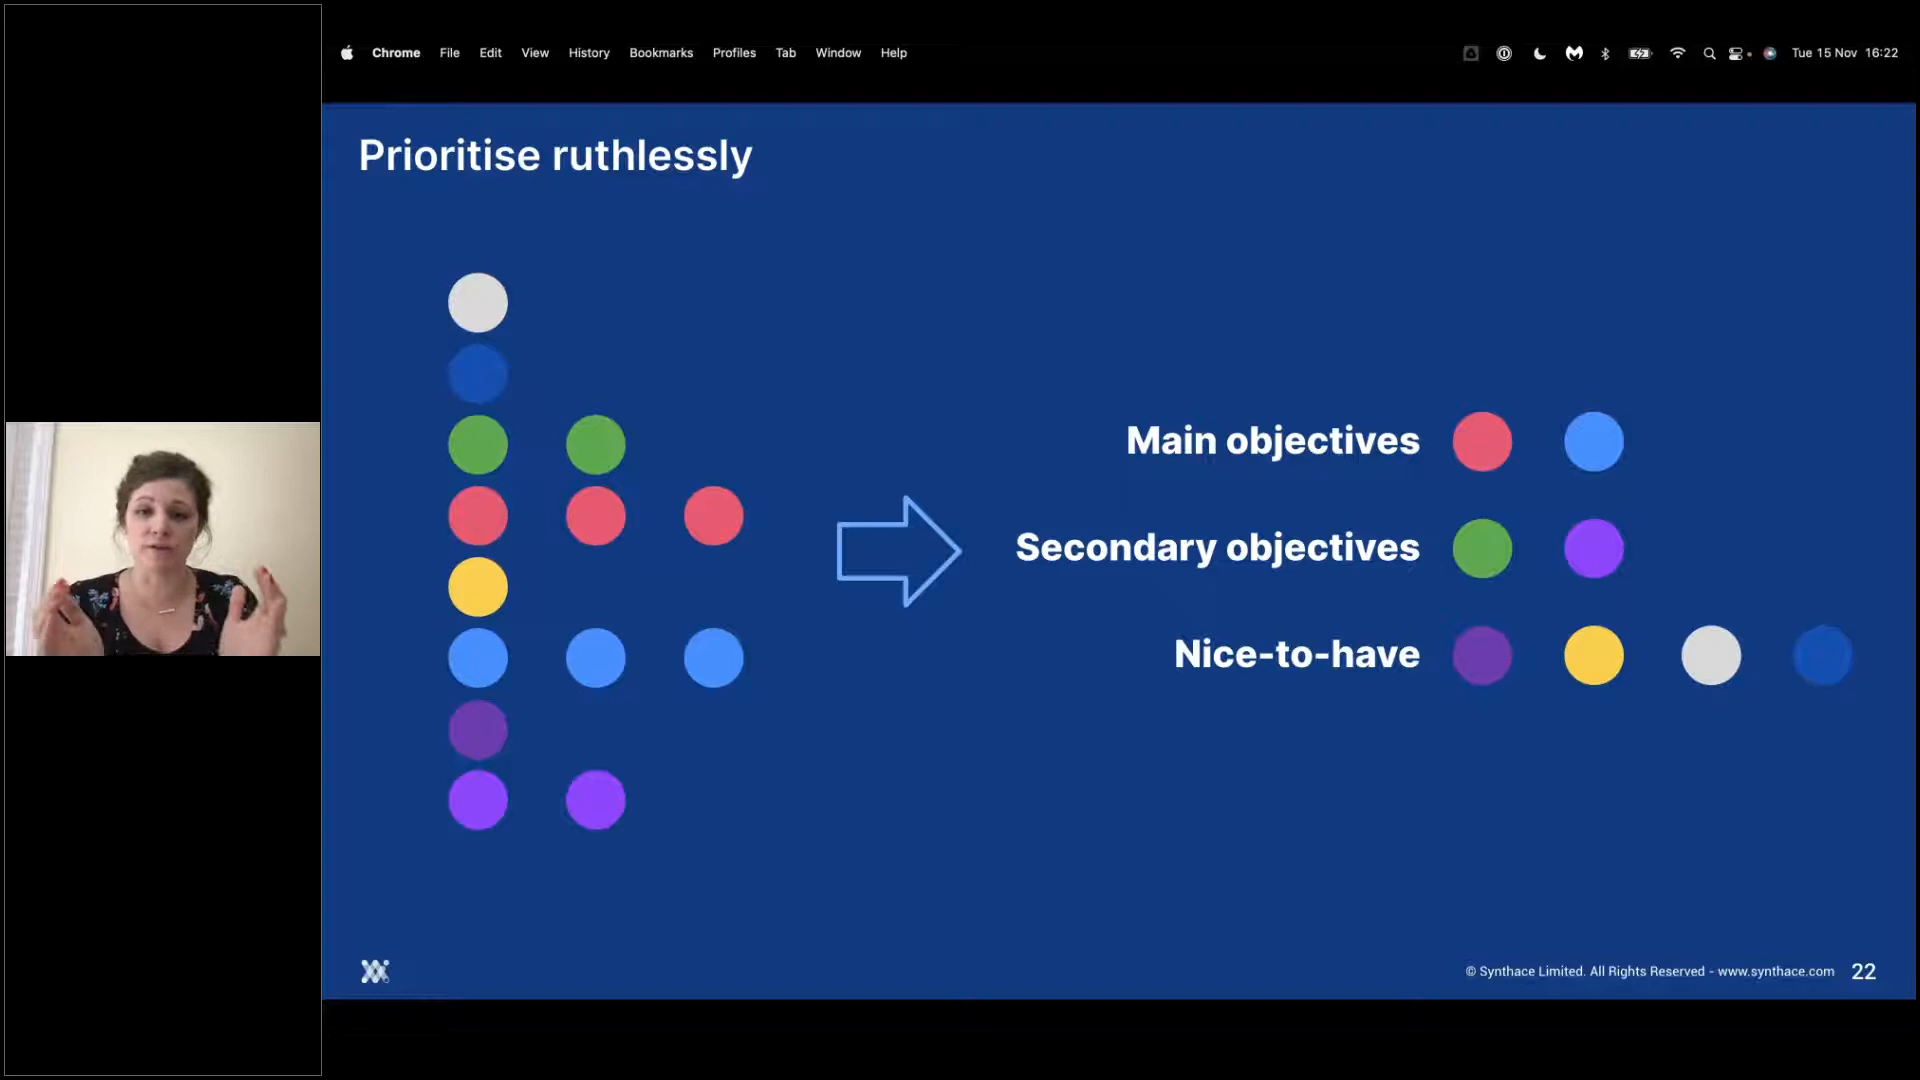 Chrome File Edit View History Bookmarks Profiles Tab Window Help
Tue 15 Nov 16:22
Prioritise ruthlessly
Main objectives
Secondary objectives
Nice-to-have
© Synthace Limited. All Rights Reserved - www.synthace.com 22